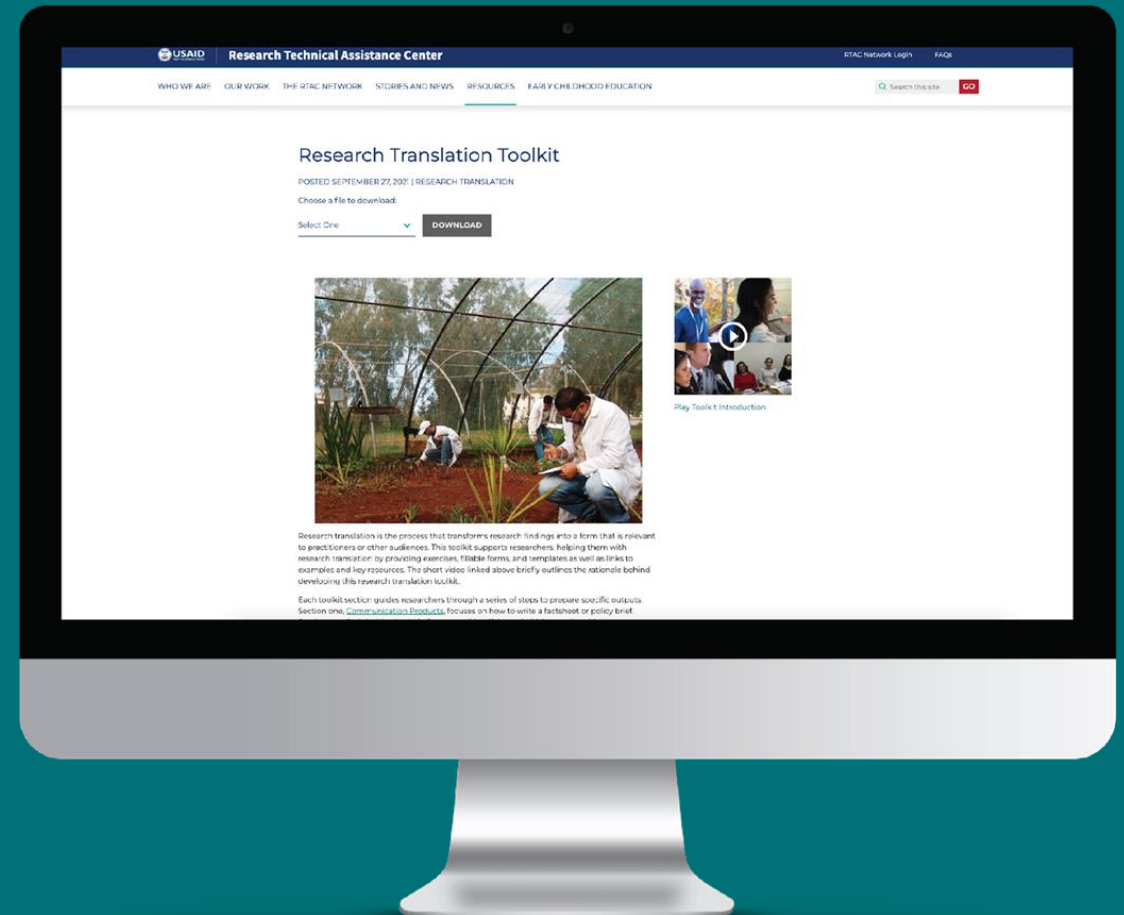 USAID
Research Technical Assistance Center
RTAC Network Login
FAQs
WHO WE ARE
OUR WORK
THE RTAC NETWORK
STORIES AND NEWS
RESOURCES
EARLY CHILDHOOD EDUCATION
Search this site
GO
Research Translation Toolkit
POSTED SEPTEMBER 27, 2021 | RESEARCH TRANSLATION
Choose a file to download:
Select One
DOWNLOAD
Play Toolkit Introduction
Research translation is the process that transforms research findings into a form that is relevant
to practitioners or other audiences. This toolkit supports researchers, helping them with
research translation by providing exercises, fillable forms, and templates as well as links to
examples and key resources. The short video linked above briefly outlines the rationale behind
developing this research translation toolkit.
Each toolkit section guides researchers through a series of steps to prepare specific outputs.
Section one, Communication Products, focuses on how to write a factsheet or policy brief.